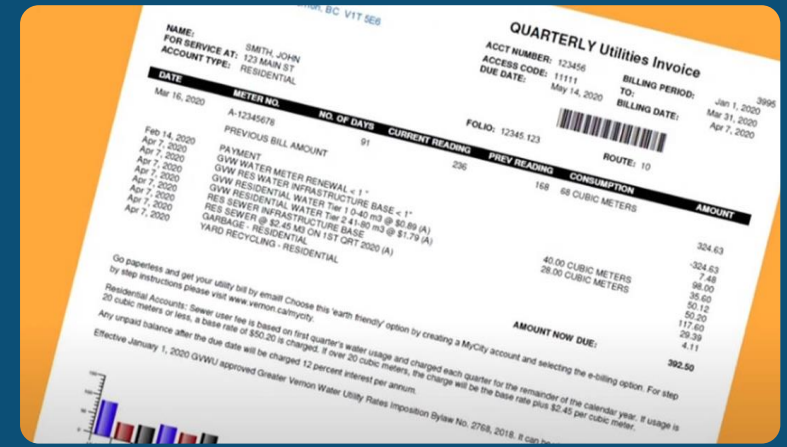 on, BC V1T 5E6
QUARTERLY Utilities Invoice
NAME: SMITH, JOHN
FOR SERVICE AT: 123 MAIN ST
ACCOUNT TYPE: RESIDENTIAL
ACCT NUMBER: 123456
ACCESS CODE: 11111
DUE DATE: May 14, 2020
3995
BILLING PERIOD: Jan 1, 2020
TO: Mar 31, 2020
BILLING DATE: Apr 7, 2020
FOLIO: 12345.123
ROUTE: 10
DATE METER NO. NO. OF DAYS CURRENT READING PREV READING CONSUMPTION AMOUNT
Mar 16, 2020 A-12345678 91 236 168 68 CUBIC METERS
PREVIOUS BILL AMOUNT 324.63
Feb 14, 2020 PAYMENT -324.63
Apr 7, 2020 GVW WATER METER RENEWAL < 1 " 7.48
Apr 7, 2020 GVW RES WATER INFRASTRUCTURE BASE < 1" 98.00
Apr 7, 2020 GVW RESIDENTIAL WATER Tier 1 0-40 m3 @ $0.89 (A) 40.00 CUBIC METERS 35.60
Apr 7, 2020 GVW RESIDENTIAL WATER Tier 2 41-80 m3 @ $1.79 (A) 28.00 CUBIC METERS 50.12
Apr 7, 2020 RES SEWER INFRASTRUCTURE BASE 50.20
Apr 7, 2020 RES SEWER @ $2.45 M3 ON 1ST QRT 2020 (A) 117.60
Apr 7, 2020 GARBAGE - RESIDENTIAL 29.39
Apr 7, 2020 YARD RECYCLING - RESIDENTIAL 4.11
AMOUNT NOW DUE: 392.50
Go paperless and get your utility bill by email! Choose this 'earth friendly' option by creating a MyCity account and selecting the e-billing option. For step
by step instructions please visit www.vernon.ca/mycity.
Residential Accounts: Sewer user fee is based on first quarter's water usage and charged each quarter for the remainder of the calendar year. If usage is
20 cubic meters or less, a base rate of $50.20 is charged. If over 20 cubic meters, the charge will be the base rate plus $2.45 per cubic meter.
Any unpaid balance after the due date will be charged 12 percent interest per annum.
Effective January 1, 2020 GVWU approved Greater Vernon Water Utility Rates Imposition Bylaw No. 2768, 2018. It can be